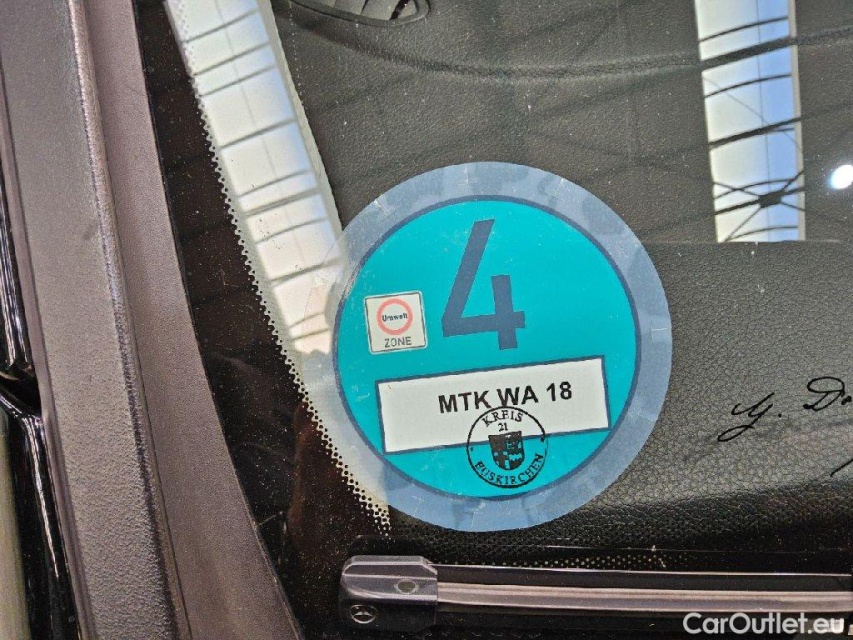 4
Umwelt
ZONE
MTK WA 18
KREIS
21
EUSKIRCHEN
CarOutlet.eu